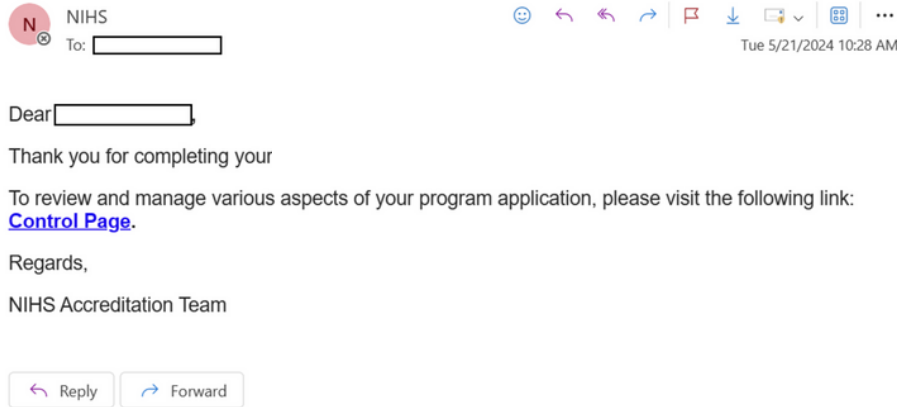 N
NIHS
To:
Tue 5/21/2024 10:28 AM
Dear ,
Thank you for completing your
To review and manage various aspects of your program application, please visit the following link:
Control Page.
Regards,
NIHS Accreditation Team
Reply
Forward